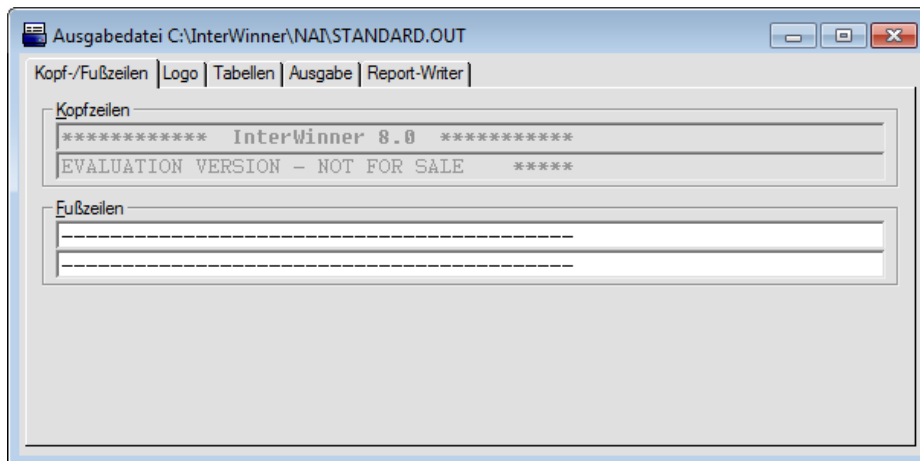 Ausgabedatei C:\InterWinner\NAI\STANDARD.OUT
Kopf-/Fußzeilen Logo Tabellen Ausgabe Report-Writer
Kopfzeilen
************ InterWinner 8.0 ***********
EVALUATION VERSION - NOT FOR SALE *****
Fußzeilen
------------------------------------------
------------------------------------------